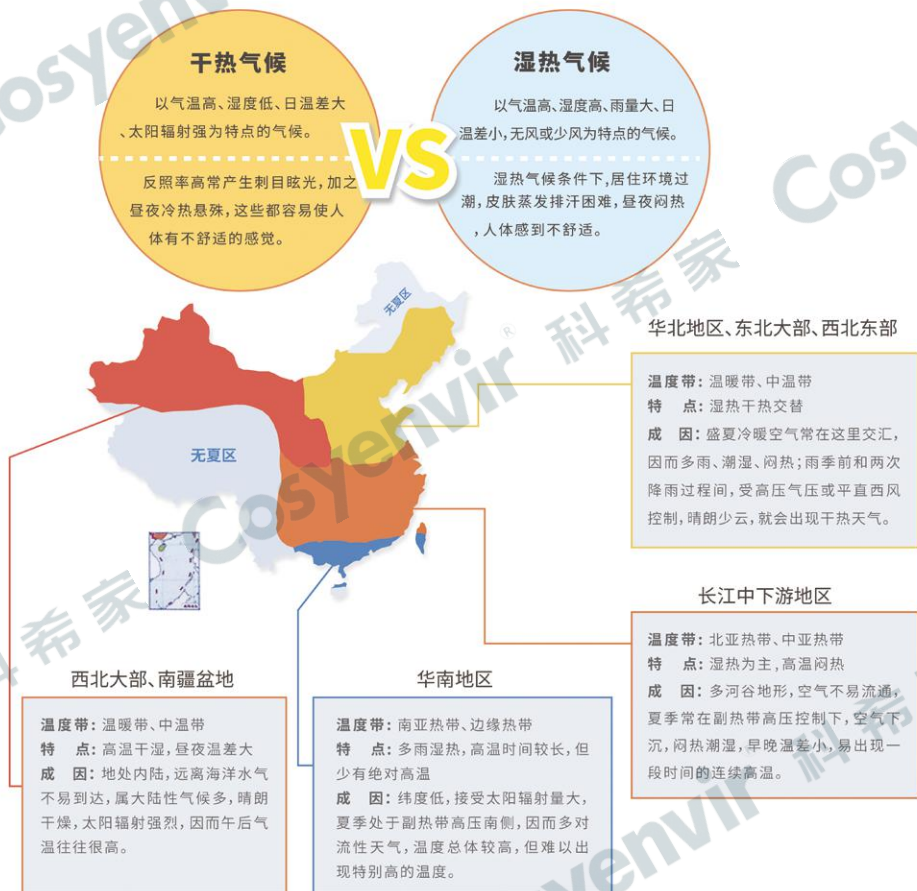 干热气候
以气温高、湿度低、日温差大
、太阳辐射强为特点的气候。
反照率高常产生刺目眩光，加之
昼夜冷热悬殊，这些都容易使人
体有不舒适的感觉。
VS
湿热气候
以气温高、湿度高、雨量大、日
温差小，无风或少风为特点的气候。
湿热气候条件下，居住环境过
潮，皮肤蒸发排汗困难，昼夜闷热
，人体感到不舒适。
无夏区
无夏区
华北地区、东北大部、西北东部
温度带：温暖带、中温带
特 点：湿热干热交替
成 因：盛夏冷暖空气常在这里交汇，
因而多雨、潮湿、闷热；雨季前和两次
降雨过程间，受高压气压或平直西风
控制，晴朗少云，就会出现干热天气。
长江中下游地区
温度带：北亚热带、中亚热带
特 点：湿热为主，高温闷热
成 因：多河谷地形，空气不易流通，
夏季常在副热带高压控制下，空气下
沉，闷热潮湿，早晚温差小，易出现一
段时间的连续高温。
西北大部、南疆盆地
温度带：温暖带、中温带
特 点：高温干湿，昼夜温差大
成 因：地处内陆，远离海洋水气
不易到达，属大陆性气候多，晴朗
干燥，太阳辐射强烈，因而午后气
温往往很高。
华南地区
温度带：南亚热带、边缘热带
特 点：多雨湿热，高温时间较长，但
少有绝对高温
成 因：纬度低，接受太阳辐射量大，
夏季处于副热带高压南侧，因而多对
流性天气，温度总体较高，但难以出
现特别高的温度。
Cosyenvir® 科希家